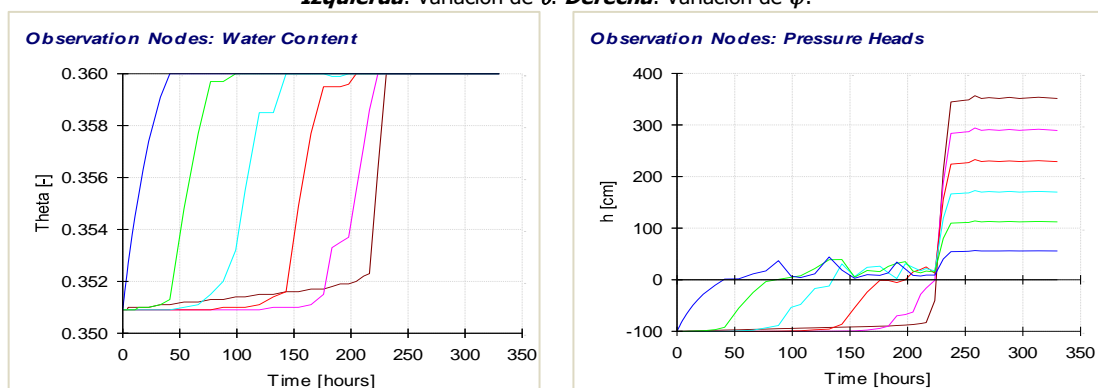 Izquierda: Variación de θ. Derecha: Variación de φ.
Observation Nodes: Water Content
0.360
0.358
0.356
0.354
0.352
0.350
Theta [-]
0 50 100 150 200 250 300 350
Time [hours]
Observation Nodes: Pressure Heads
400
300
200
100
0
-100
h [cm]
0 50 100 150 200 250 300 350
Time [hours]